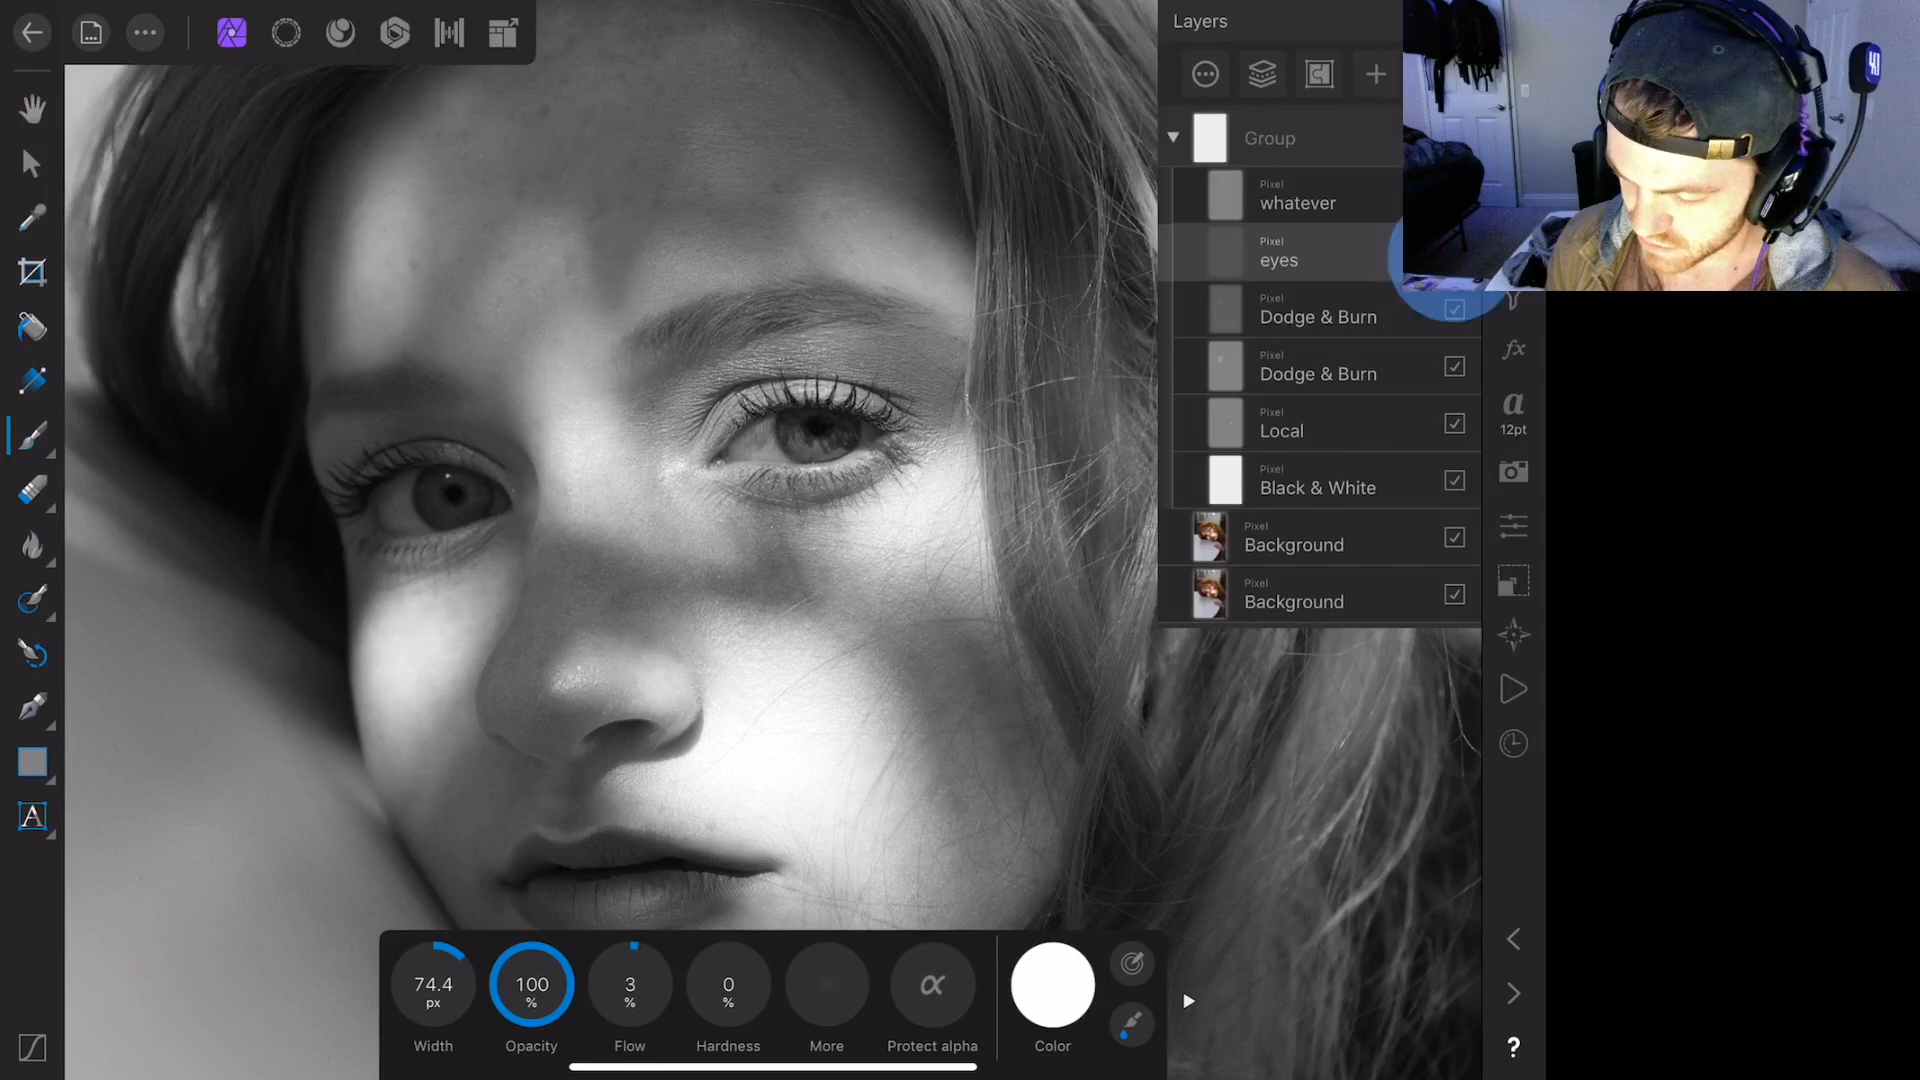 Layers
Group
Pixel
whatever
Pixel
eyes
Pixel
Dodge & Burn
Pixel
Dodge & Burn
Pixel
Local
Pixel
Black & White
Pixel
Background
Pixel
Background
fx
a
12pt
A
74.4
px
100
%
3
%
0
%
α
Width
Opacity
Flow
Hardness
More
Protect alpha
Color
?